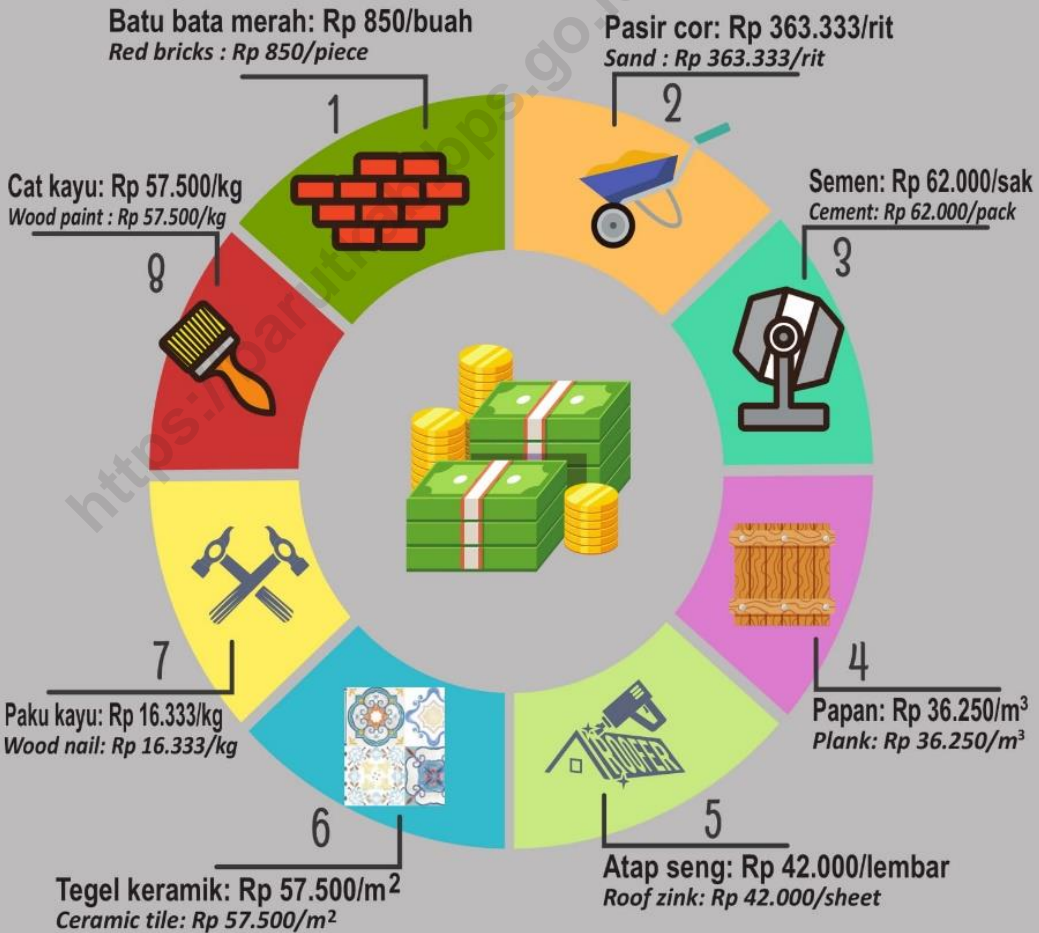 Batu bata merah: Rp 850/buah
Red bricks : Rp 850/piece
1
Pasir cor: Rp 363.333/rit
Sand : Rp 363.333/rit
2
Semen: Rp 62.000/sak
Cement: Rp 62.000/pack
3
4
Papan: Rp 36.250/m³
Plank: Rp 36.250/m³
ROOFER
5
Atap seng: Rp 42.000/lembar
Roof zink: Rp 42.000/sheet
6
Tegel keramik: Rp 57.500/m²
Ceramic tile: Rp 57.500/m²
7
Paku kayu: Rp 16.333/kg
Wood nail: Rp 16.333/kg
Cat kayu: Rp 57.500/kg
Wood paint : Rp 57.500/kg
8